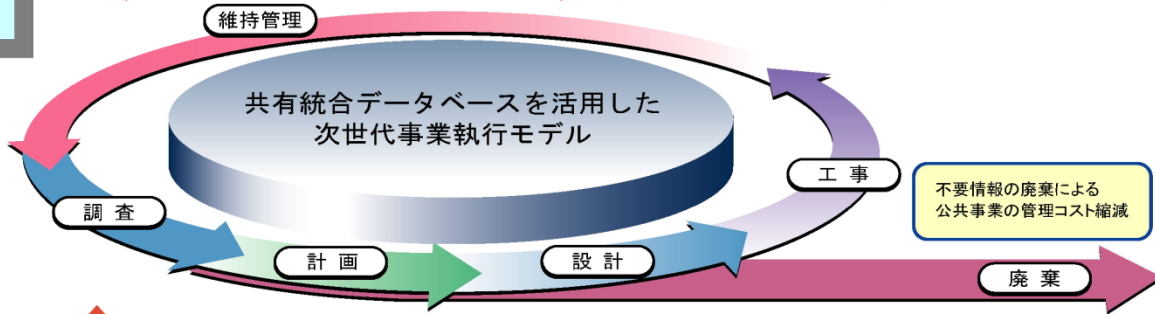 維持管理
共有統合データベースを活用した
次世代事業執行モデル
工事
不要情報の廃棄による
公共事業の管理コスト縮減
調査
計画
設計
廃棄